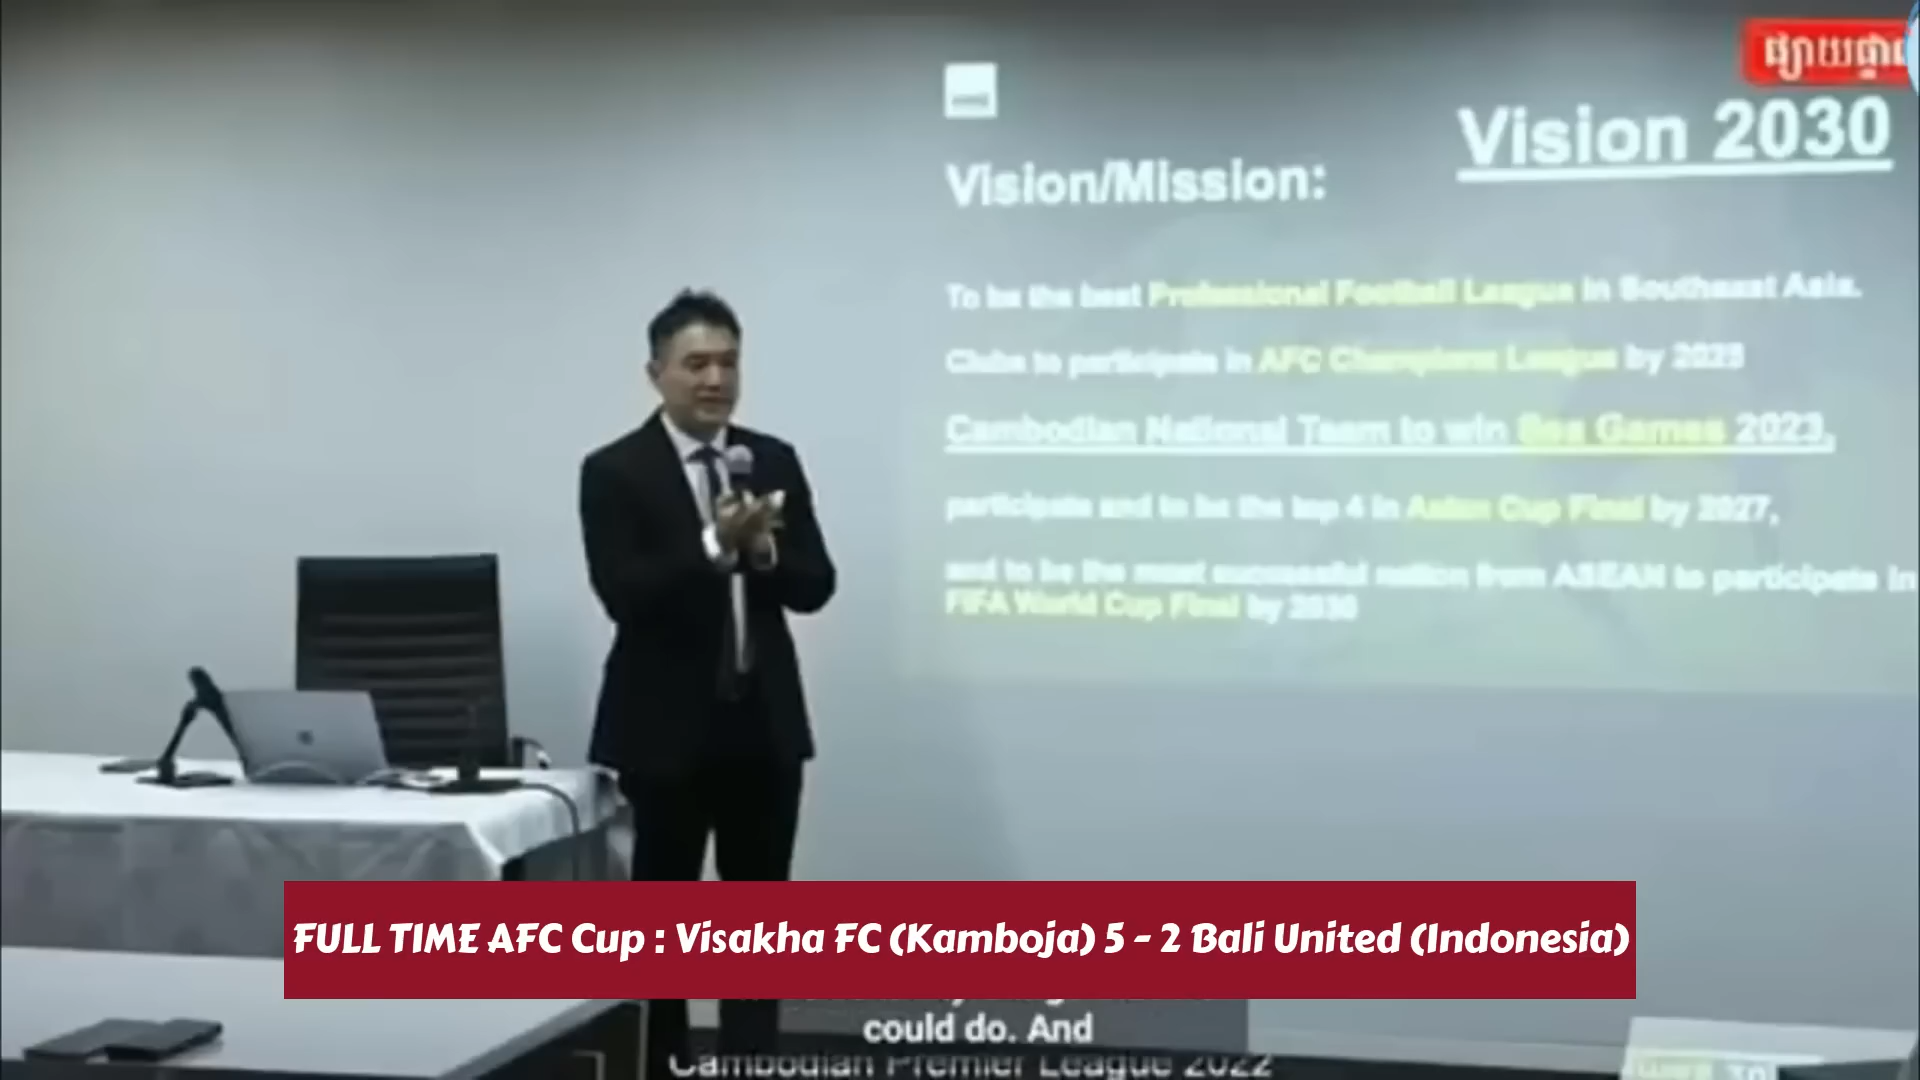 ផ្សាយផ្ទាល
Vision 2030
Vision/Mission:
To be the best Professional Football League in Southeast Asia.
Clubs to participate in AFC Champions League by 2025
Cambodian National Team to win Sea Games 2023,
participate and to be the top 4 in Asian Cup Final by 2027,
and to be the most successful nation from ASEAN to participate in
FIFA World Cup Final by 2030
FULL TIME AFC Cup : Visakha FC (Kamboja) 5 - 2 Bali United (Indonesia)
could do. And
Cambodian Premier League 2022